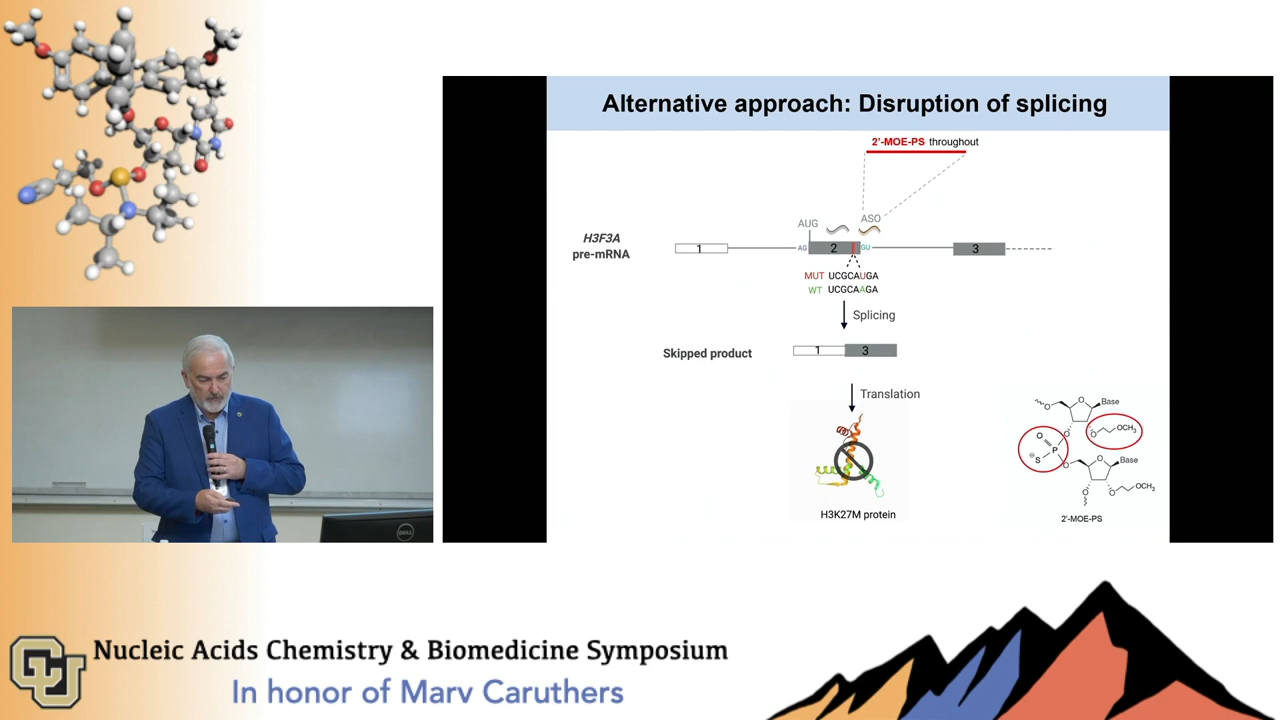 Alternative approach: Disruption of splicing
2'-MOE-PS throughout
AUG
ASO
H3F3A
pre-mRNA
1
AG
2
GU
3
MUT UCGCAUGA
WT UCGCAAGA
Splicing
Skipped product
1
3
Translation
H3K27M protein
O
Base
O
O
OCH3
O
P
⊖
S
O
O
Base
O
O
OCH3
2'-MOE-PS
DELL
CU
Nucleic Acids Chemistry & Biomedicine Symposium
In honor of Marv Caruthers